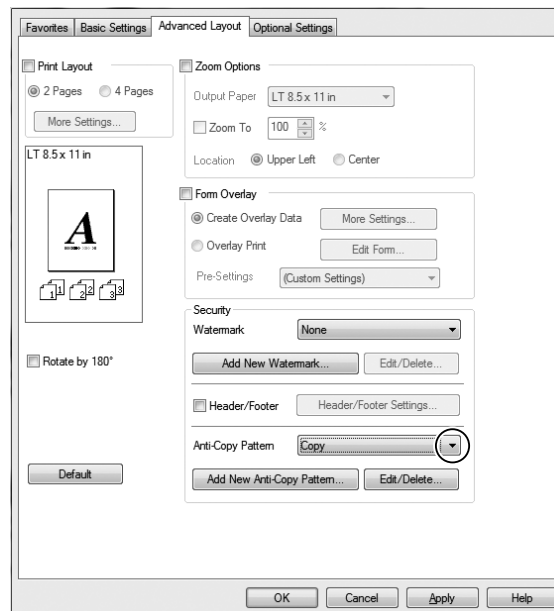 Favorites Basic Settings Advanced Layout Optional Settings
Print Layout
2 Pages 4 Pages
More Settings...
LT 8.5 x 11 in
A
1 1 2 2 3 3
Rotate by 180°
Default
Zoom Options
Output Paper LT 8.5 x 11 in
Zoom To 100 %
Location Upper Left Center
Form Overlay
Create Overlay Data More Settings...
Overlay Print Edit Form...
Pre-Settings (Custom Settings)
Security
Watermark None
Add New Watermark... Edit/Delete...
Header/Footer Header/Footer Settings...
Anti-Copy Pattern Copy
Add New Anti-Copy Pattern... Edit/Delete...
OK Cancel Apply Help